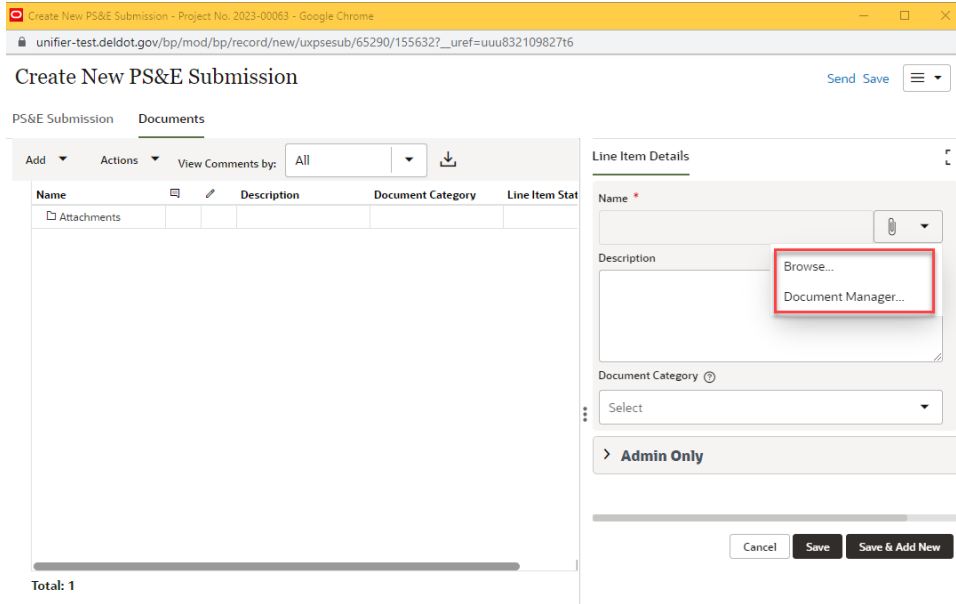 Create New PS&E Submission - Project No. 2023-00063 - Google Chrome
unifier-test.deldot.gov/bp/mod/bp/record/new/uxpsesub/65290/155632?__uref=uuu832109827t6
Create New PS&E Submission
Send Save
PS&E Submission Documents
Add Actions View Comments by: All
Name Description Document Category Line Item Stat
Attachments
Total: 1
Line Item Details
Name *
Browse...
Document Manager...
Description
Document Category ?
Select
Admin Only
Cancel Save Save & Add New